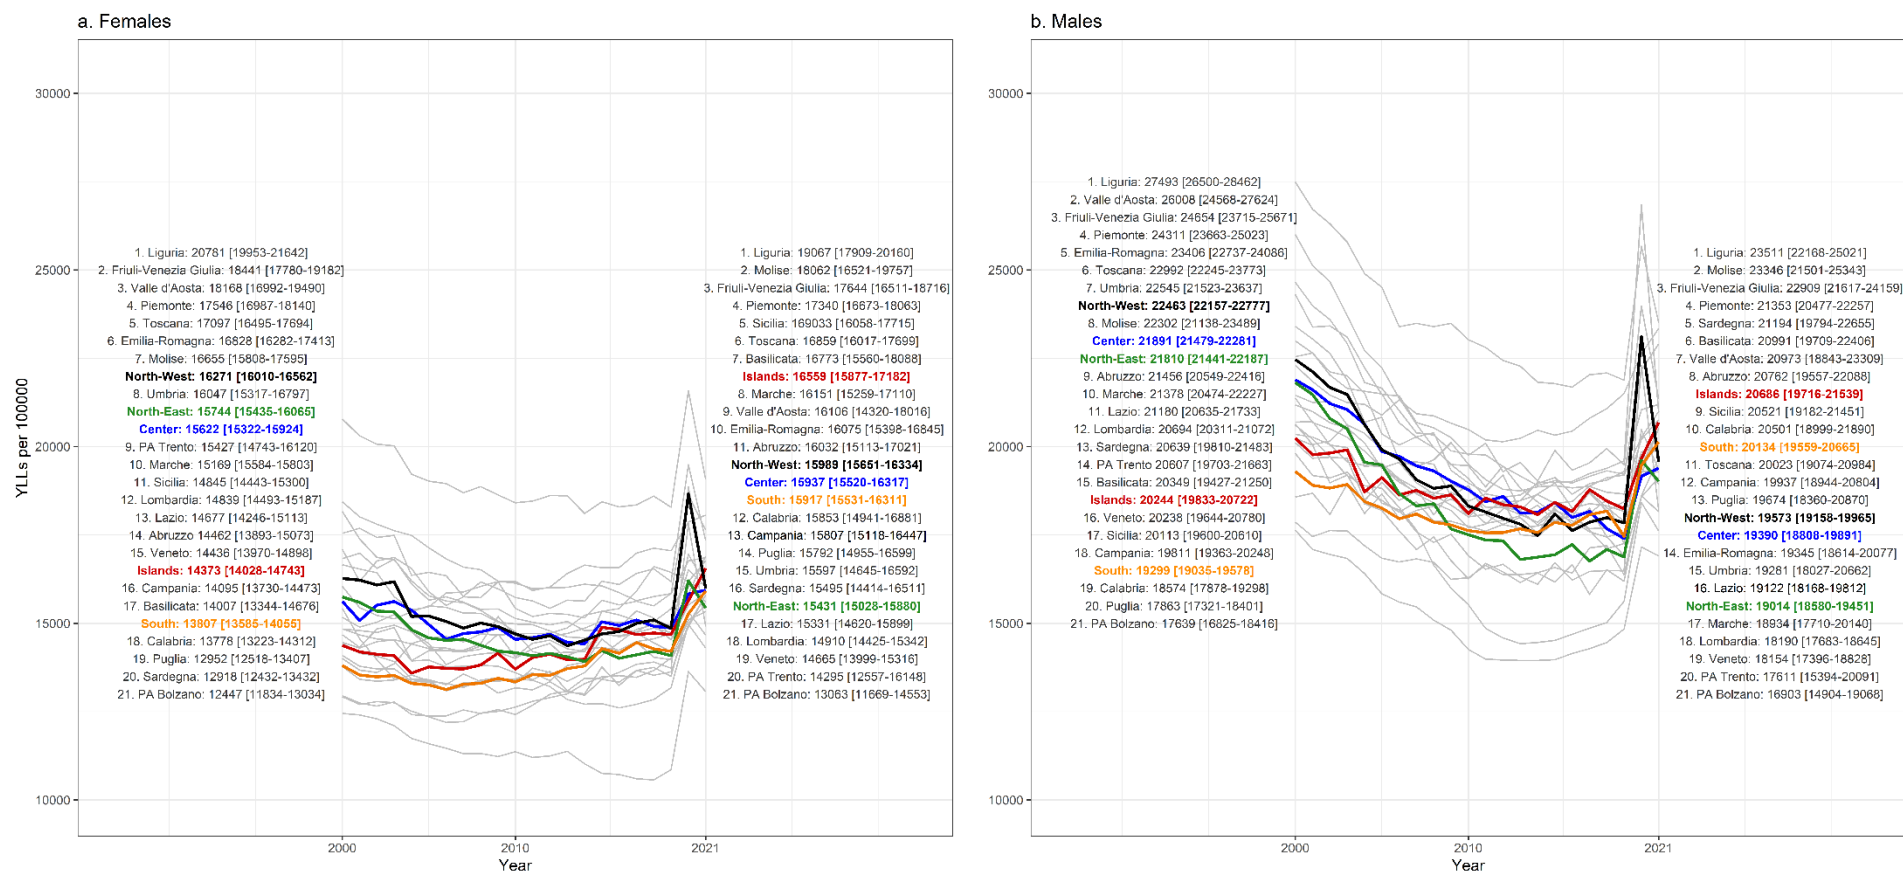 a. Females
30000
25000
20000
15000
10000
YLLs per 100000
1. Liguria: 20781 [19953-21642]
2. Friuli-Venezia Giulia: 18441 [17780-19182]
3. Valle d'Aosta: 18168 [16992-19490]
4. Piemonte: 17546 [16987-18140]
5. Toscana: 17097 [16495-17694]
6. Emilia-Romagna: 16828 [16282-17413]
7. Molise: 16655 [15808-17595]
North-West: 16271 [16010-16562]
8. Umbria: 16047 [15317-16797]
North-East: 15744 [15435-16065]
Center: 15622 [15322-15924]
9. PA Trento: 15427 [14743-16120]
10. Marche: 15169 [15584-15803]
11. Sicilia: 14845 [14443-15300]
12. Lombardia: 14839 [14493-15187]
13. Lazio: 14677 [14246-15113]
14. Abruzzo 14462 [13893-15073]
15. Veneto: 14436 [13970-14898]
Islands: 14373 [14028-14743]
16. Campania: 14095 [13730-14473]
17. Basilicata: 14007 [13344-14676]
South: 13807 [13585-14055]
18. Calabria: 13778 [13223-14312]
19. Puglia: 12952 [12518-13407]
20. Sardegna: 12918 [12432-13432]
21. PA Bolzano: 12447 [11834-13034]
1. Liguria: 19067 [17909-20160]
2. Molise: 18062 [16521-19757]
3. Friuli-Venezia Giulia: 17644 [16511-18716]
4. Piemonte: 17340 [16673-18063]
5. Sicilia: 169033 [16058-17715]
6. Toscana: 16859 [16017-17699]
7. Basilicata: 16773 [15560-18088]
Islands: 16559 [15877-17182]
8. Marche: 16151 [15259-17110]
9. Valle d'Aosta: 16106 [14320-18016]
10. Emilia-Romagna: 16075 [15398-16845]
11. Abruzzo: 16032 [15113-17021]
North-West: 15989 [15651-16334]
Center: 15937 [15520-16317]
South: 15917 [15531-16311]
12. Calabria: 15853 [14941-16881]
13. Campania: 15807 [15118-16447]
14. Puglia: 15792 [14955-16599]
15. Umbria: 15597 [14645-16592]
16. Sardegna: 15495 [14414-16511]
North-East: 15431 [15028-15880]
17. Lazio: 15331 [14620-15899]
18. Lombardia: 14910 [14425-15342]
19. Veneto: 14665 [13999-15316]
20. PA Trento: 14295 [12557-16148]
21. PA Bolzano: 13063 [11669-14553]
2000
2010
2021
Year
b. Males
30000
25000
20000
15000
10000
1. Liguria: 27493 [26500-28462]
2. Valle d'Aosta: 26008 [24568-27624]
3. Friuli-Venezia Giulia: 24654 [23715-25671]
4. Piemonte: 24311 [23663-25023]
5. Emilia-Romagna: 23406 [22737-24086]
6. Toscana: 22992 [22245-23773]
7. Umbria: 22545 [21523-23637]
North-West: 22463 [22157-22777]
8. Molise: 22302 [21138-23489]
Center: 21891 [21479-22281]
North-East: 21810 [21441-22187]
9. Abruzzo: 21456 [20549-22416]
10. Marche: 21378 [20474-22227]
11. Lazio: 21180 [20635-21733]
12. Lombardia: 20694 [20311-21072]
13. Sardegna: 20639 [19810-21483]
14. PA Trento 20607 [19703-21663]
15. Basilicata: 20349 [19427-21250]
Islands: 20244 [19833-20722]
16. Veneto: 20238 [19644-20780]
17. Sicilia: 20113 [19600-20610]
18. Campania: 19811 [19363-20248]
South: 19299 [19035-19578]
19. Calabria: 18574 [17878-19298]
20. Puglia: 17863 [17321-18401]
21. PA Bolzano: 17639 [16825-18416]
1. Liguria: 23511 [22168-25021]
2. Molise: 23346 [21501-25343]
3. Friuli-Venezia Giulia: 22909 [21617-24159]
4. Piemonte: 21353 [20477-22257]
5. Sardegna: 21194 [19794-22655]
6. Basilicata: 20991 [19709-22406]
7. Valle d'Aosta: 20973 [18843-23309]
8. Abruzzo: 20762 [19557-22088]
Islands: 20686 [19716-21539]
9. Sicilia: 20521 [19182-21451]
10. Calabria: 20501 [18999-21890]
South: 20134 [19559-20665]
11. Toscana: 20023 [19074-20984]
12. Campania: 19937 [18944-20804]
13. Puglia: 19674 [18360-20870]
North-West: 19573 [19158-19965]
Center: 19390 [18808-19891]
14. Emilia-Romagna: 19345 [18614-20077]
15. Umbria: 19281 [18027-20662]
16. Lazio: 19122 [18168-19812]
North-East: 19014 [18580-19451]
17. Marche: 18934 [17710-20140]
18. Lombardia: 18190 [17683-18645]
19. Veneto: 18154 [17396-18828]
20. PA Trento: 17611 [15394-20091]
21. PA Bolzano: 16903 [14904-19068]
2000
2010
2021
Year